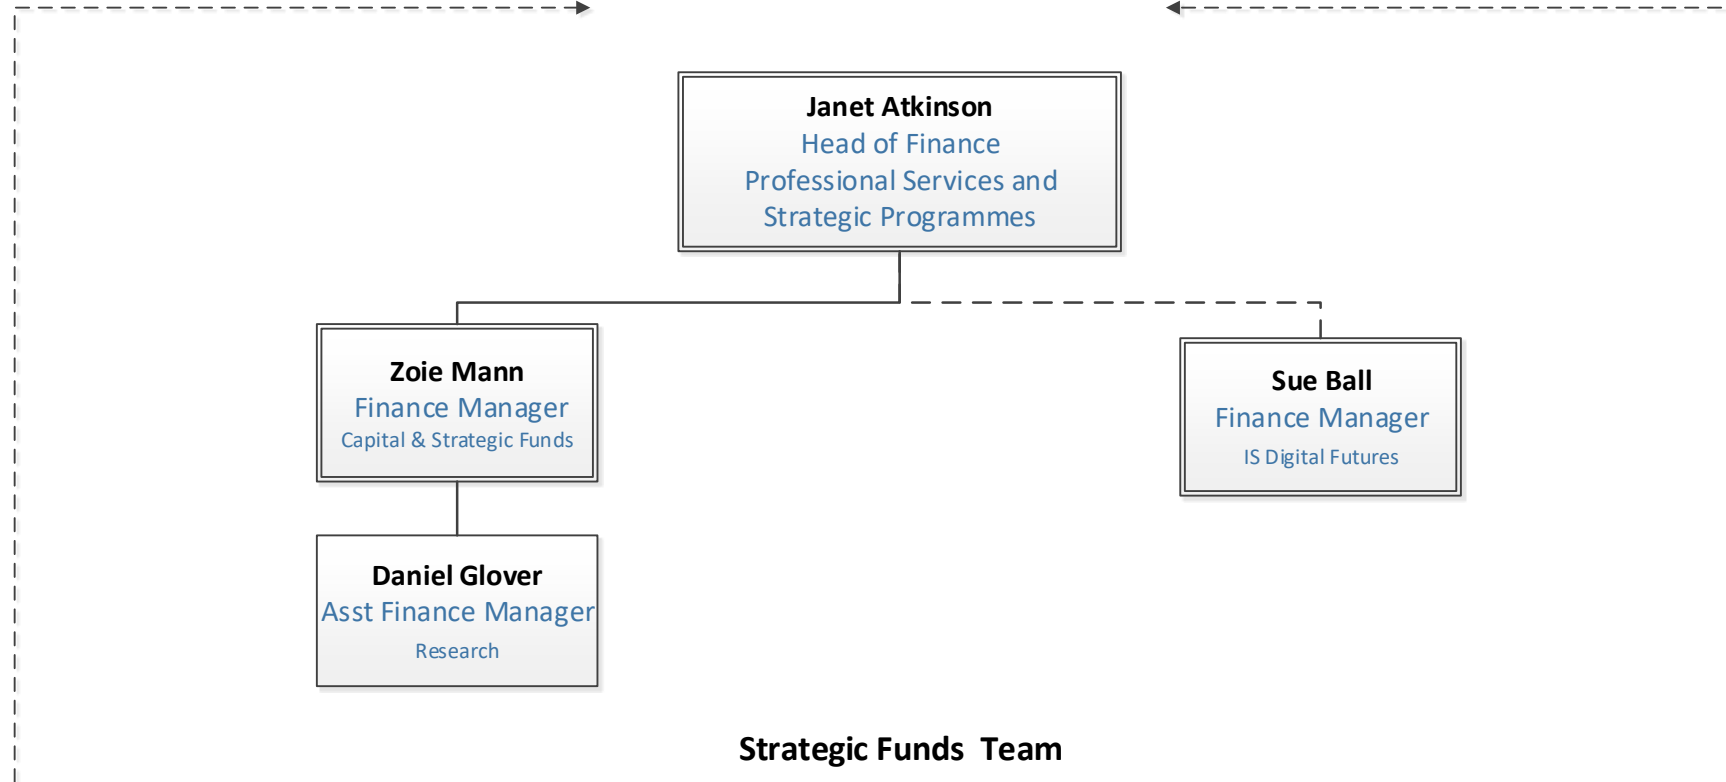 Janet Atkinson
Head of Finance
Professional Services and
Strategic Programmes
Zoie Mann
Finance Manager
Capital & Strategic Funds
Sue Ball
Finance Manager
IS Digital Futures
Daniel Glover
Asst Finance Manager
Research
Strategic Funds  Team